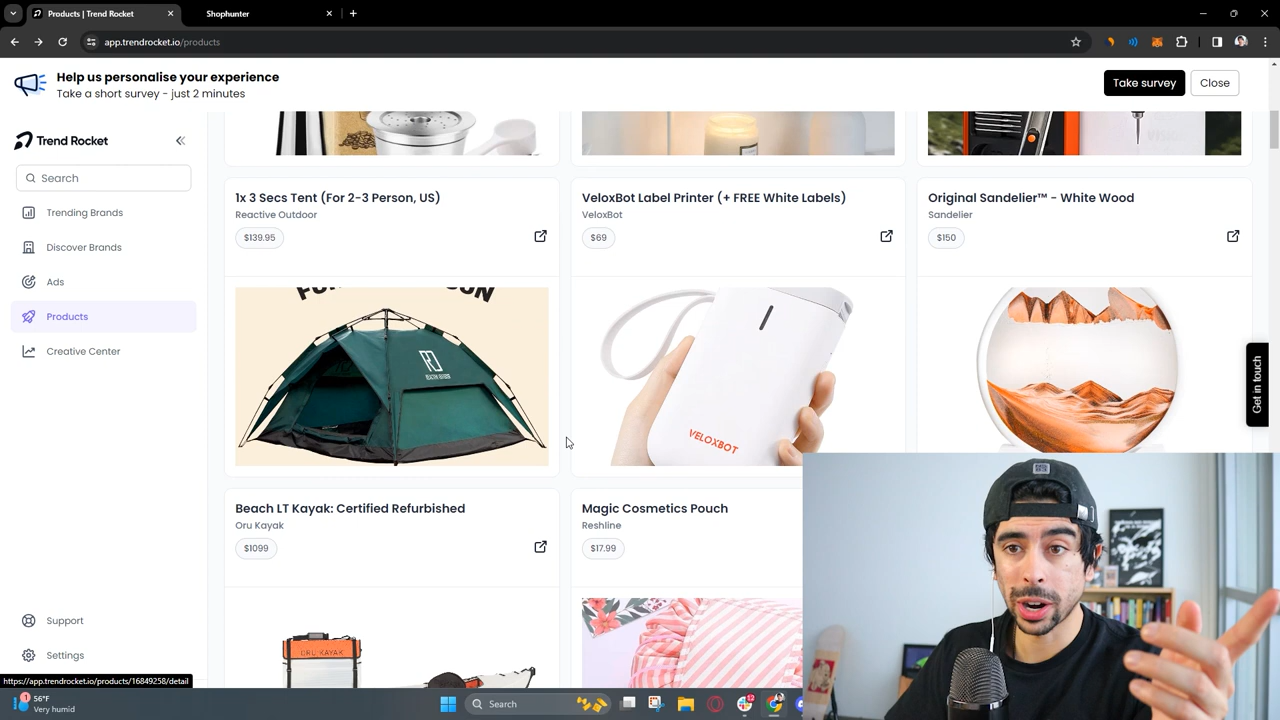 Products | Trend Rocket
Shophunter
app.trendrocket.io/products
Help us personalise your experience
Take a short survey - just 2 minutes
Take survey
Close
Trend Rocket
Search
Trending Brands
Discover Brands
Ads
Products
Creative Center
Support
Settings
1x 3 Secs Tent (For 2-3 Person, US)
Reactive Outdoor
$139.95
VeloxBot Label Printer (+ FREE White Labels)
VeloxBot
$69
Original Sandelier™ - White Wood
Sandelier
$150
VELOXBOT
Beach LT Kayak: Certified Refurbished
Oru Kayak
$1099
Magic Cosmetics Pouch
Reshline
$17.99
ORU KAYAK
Get in touch
https://app.trendrocket.io/products/16849258/detail
1
56°F
Very humid
Search